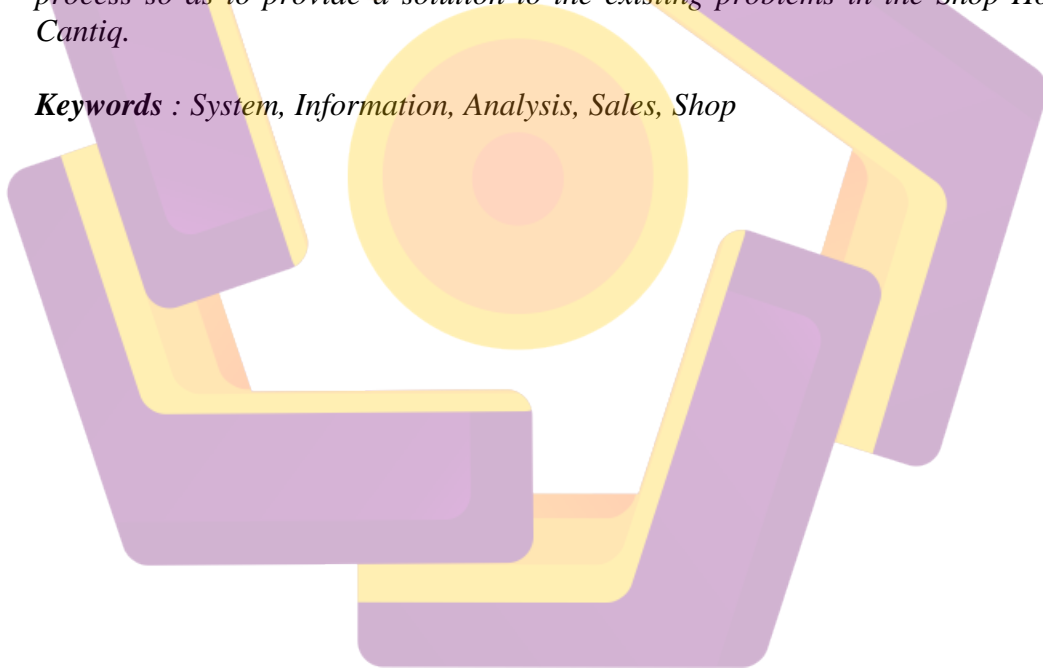 process so as to provide a solution to the existing problems in the Shop
Cantiq.
Keywords : System, Information, Analysis, Sales, Shop